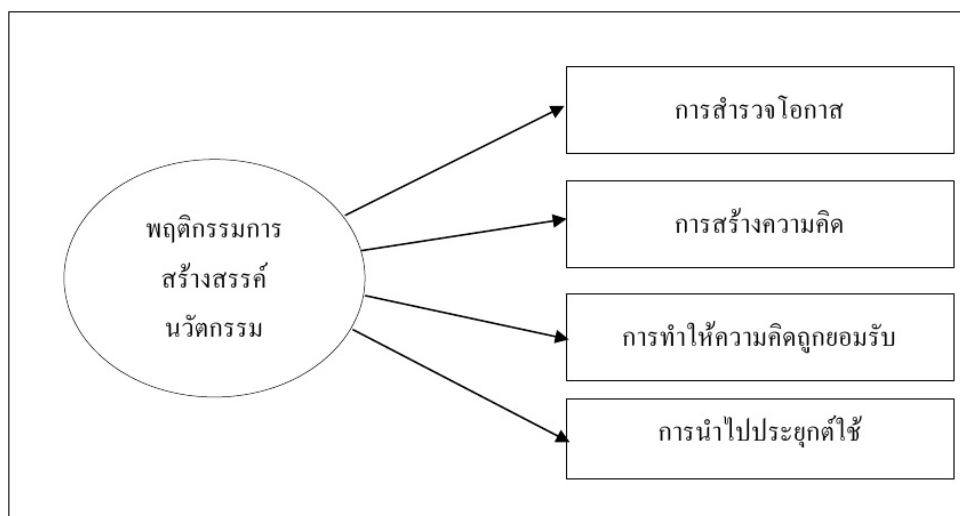 การสำรวจโอกาส
พฤติกรรมการ
สร้างสรรค์
นวัตกรรม
การสร้างความคิด
การทำให้ความคิดถูกยอมรับ
การนำไปประยุกต์ใช้